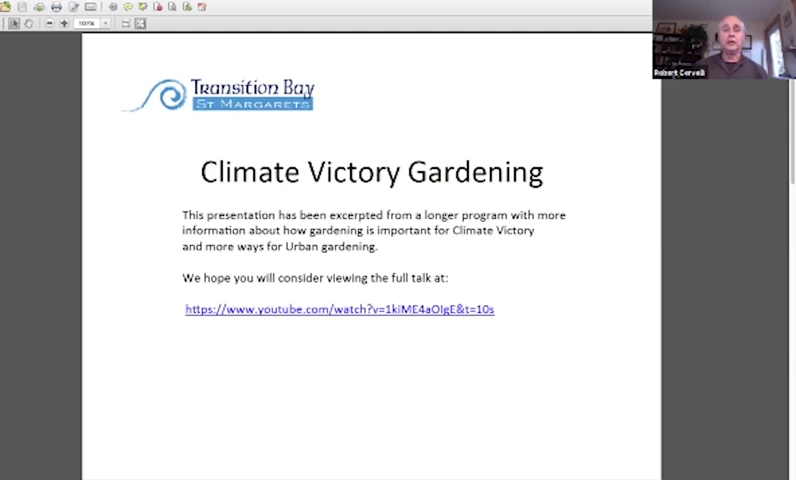 107%
Robert Cervelli
Transition Bay
St Margarets
Climate Victory Gardening
This presentation has been excerpted from a longer program with more
information about how gardening is important for Climate Victory
and more ways for Urban gardening.
We hope you will consider viewing the full talk at:
https://www.youtube.com/watch?v=1kiME4aOIgE&t=10s